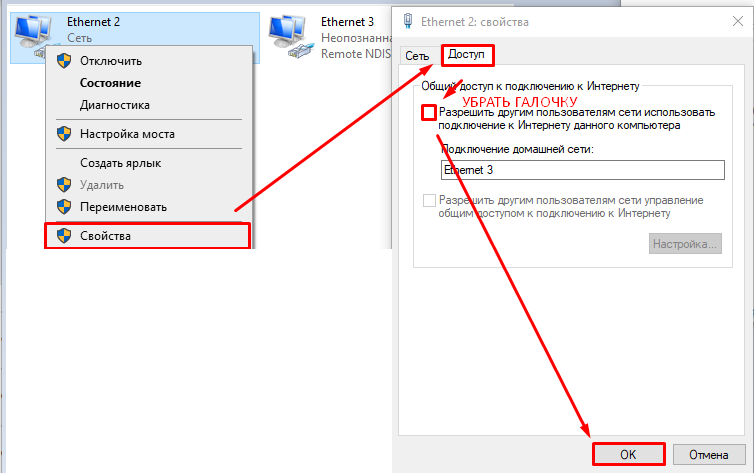 Ethernet 2
Сеть
Ethernet 3
Неопознанна
Remote NDIS
Отключить
Состояние
Диагностика
Настройка моста
Создать ярлык
Удалить
Переименовать
Свойства
Ethernet 2: свойства
Сеть
Доступ
Общий доступ к подключению к Интернету
УБРАТЬ ГАЛОЧКУ
Разрешить другим пользователям сети использовать
подключение к Интернету данного компьютера
Подключение домашней сети:
Ethernet 3
Разрешить другим пользователям сети управление
общим доступом к подключению к Интернету
Настройка...
OK
Отмена